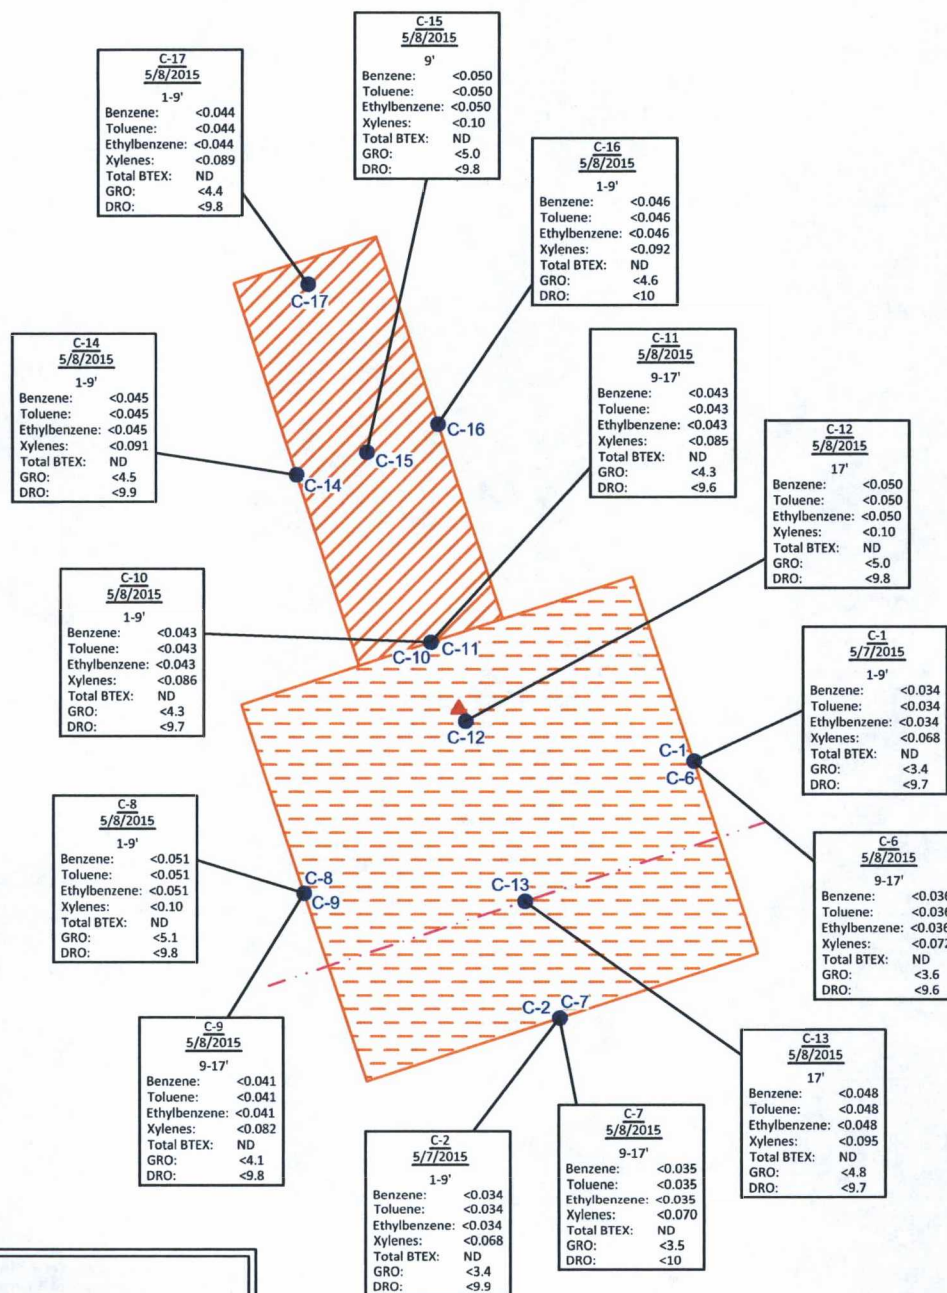 C-15
5/8/2015
9'
Benzene: <0.050
Toluene: <0.050
Ethylbenzene: <0.050
Xylenes: <0.10
Total BTEX: ND
GRO: <5.0
DRO: <9.8
C-17
5/8/2015
1-9'
Benzene: <0.044
Toluene: <0.044
Ethylbenzene: <0.044
Xylenes: <0.089
Total BTEX: ND
GRO: <4.4
DRO: <9.8
C-16
5/8/2015
1-9'
Benzene: <0.046
Toluene: <0.046
Ethylbenzene: <0.046
Xylenes: <0.092
Total BTEX: ND
GRO: <4.6
DRO: <10
C-17
C-14
5/8/2015
1-9'
Benzene: <0.045
Toluene: <0.045
Ethylbenzene: <0.045
Xylenes: <0.091
Total BTEX: ND
GRO: <4.5
DRO: <9.9
C-11
5/8/2015
9-17'
Benzene: <0.043
Toluene: <0.043
Ethylbenzene: <0.043
Xylenes: <0.085
Total BTEX: ND
GRO: <4.3
DRO: <9.6
C-16
C-15
C-14
C-12
5/8/2015
17'
Benzene: <0.050
Toluene: <0.050
Ethylbenzene: <0.050
Xylenes: <0.10
Total BTEX: ND
GRO: <5.0
DRO: <9.8
C-10
5/8/2015
1-9'
Benzene: <0.043
Toluene: <0.043
Ethylbenzene: <0.043
Xylenes: <0.086
Total BTEX: ND
GRO: <4.3
DRO: <9.7
C-10 C-11
C-1
5/7/2015
1-9'
Benzene: <0.034
Toluene: <0.034
Ethylbenzene: <0.034
Xylenes: <0.068
Total BTEX: ND
GRO: <3.4
DRO: <9.7
C-12
C-1
C-6
C-8
5/8/2015
1-9'
Benzene: <0.051
Toluene: <0.051
Ethylbenzene: <0.051
Xylenes: <0.10
Total BTEX: ND
GRO: <5.1
DRO: <9.8
C-6
5/8/2015
9-17'
Benzene: <0.036
Toluene: <0.036
Ethylbenzene: <0.036
Xylenes: <0.072
Total BTEX: ND
GRO: <3.6
DRO: <9.6
C-8
C-9
C-13
C-2 C-7
C-9
5/8/2015
9-17'
Benzene: <0.041
Toluene: <0.041
Ethylbenzene: <0.041
Xylenes: <0.082
Total BTEX: ND
GRO: <4.1
DRO: <9.8
C-13
5/8/2015
17'
Benzene: <0.048
Toluene: <0.048
Ethylbenzene: <0.048
Xylenes: <0.095
Total BTEX: ND
GRO: <4.8
DRO: <9.7
C-2
5/7/2015
1-9'
Benzene: <0.034
Toluene: <0.034
Ethylbenzene: <0.034
Xylenes: <0.068
Total BTEX: ND
GRO: <3.4
DRO: <9.9
C-7
5/8/2015
9-17'
Benzene: <0.035
Toluene: <0.035
Ethylbenzene: <0.035
Xylenes: <0.070
Total BTEX: ND
GRO: <3.5
DRO: <10